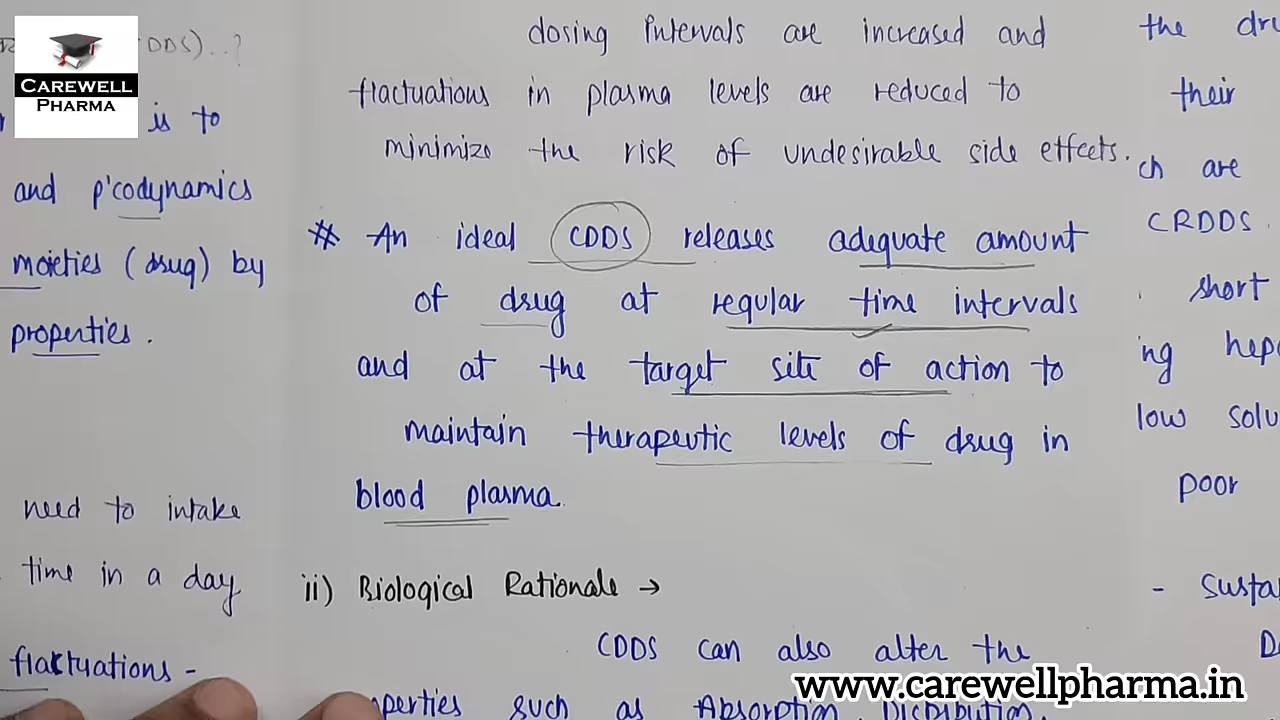 CAREWELL
PHARMA
DDS)..?
is to
and p'codynamics
moieties (drug) by
properties.
need to intake
time in a day
flactuations -
dosing intervals are increased and
flactuations in plasma levels are reduced to
minimize the risk of undesirable side effects.
# An ideal CDDS releases adequate amount
of drug at regular time intervals
and at the target site of action to
maintain therapeutic levels of drug in
blood plasma.
ii) Biological Rationale →
CDDS can also alter the
such as Absorption, Distribution,
the
their
are
CRDDS.
short
low
poor
-
www.carewellpharma.in